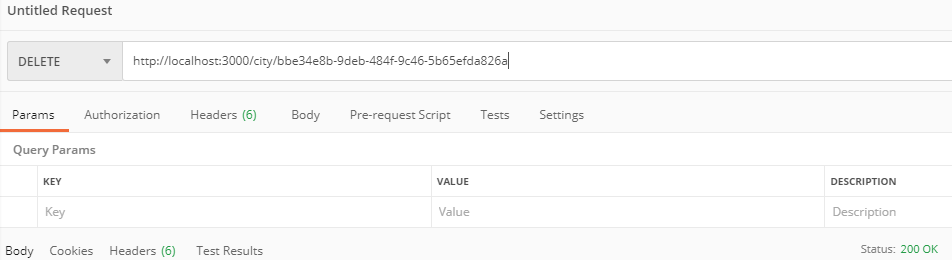 Untitled Request
DELETE http://localhost:3000/city/bbe34e8b-9deb-484f-9c46-5b65efda826a
Params Authorization Headers (6) Body Pre-request Script Tests Settings
Query Params
KEY VALUE DESCRIPTION
Key Value Description
Body Cookies Headers (6) Test Results Status: 200 OK